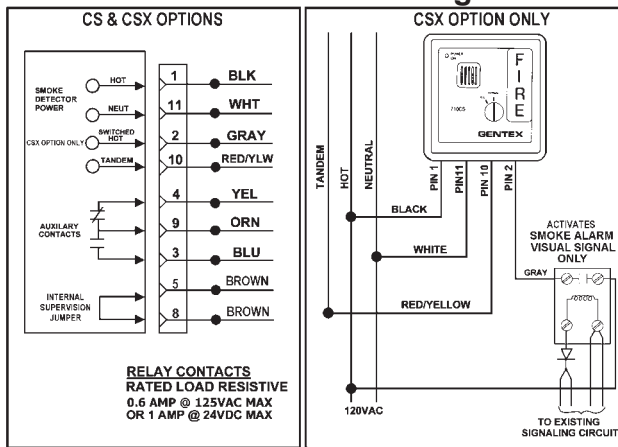 CS & CSX OPTIONS
SMOKE
DETECTOR
POWER
HOT
1
BLK
NEUT
11
WHT
CSX OPTION ONLY
SWITCHED
HOT
2
GRAY
TANDEM
10
RED/YLW
4
YEL
AUXILARY
CONTACTS
9
ORN
3
BLU
5
BROWN
INTERNAL
SUPERVISION
JUMPER
8
BROWN
RELAY CONTACTS
RATED LOAD RESISTIVE
0.6 AMP @ 125VAC MAX
OR 1 AMP @ 24VDC MAX
CSX OPTION ONLY
POWER
ON
FIRE
710CS
GENTEX
TANDEM
HOT
NEUTRAL
PIN 1
PIN11
PIN 10
PIN 2
BLACK
WHITE
RED/YELLOW
GRAY
ACTIVATES
SMOKE ALARM
VISUAL SIGNAL
ONLY
120VAC
TO EXISTING
SIGNALING CIRCUIT